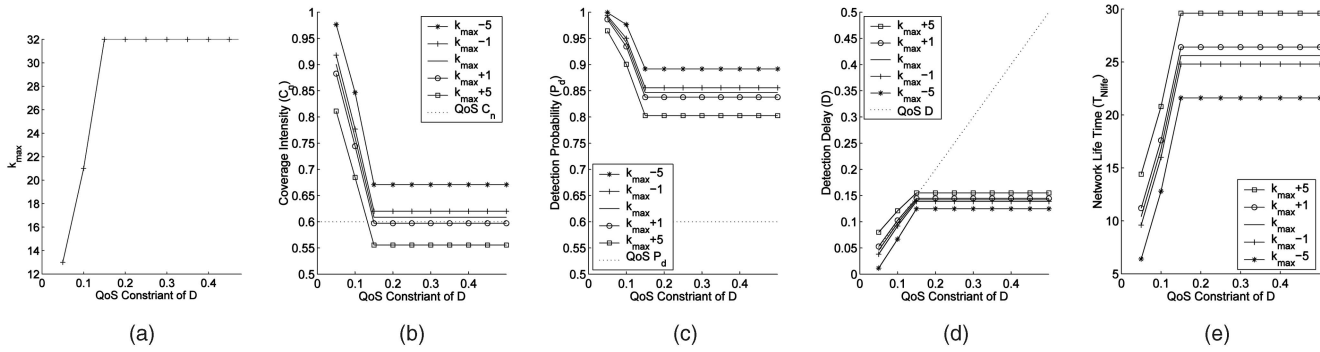 32
30
28
26
24
22
20
18
16
14
12
k_max
0 0.1 0.2 0.3 0.4
QoS Constriant of D
(a)
1
0.95
0.9
0.85
0.8
0.75
0.7
0.65
0.6
0.55
0.5
Coverage Intensity (C_n)
k_max−5
k_max−1
k_max
k_max+1
k_max+5
QoS C_n
0 0.1 0.2 0.3 0.4 0.5
QoS Constriant of D
(b)
1
0.95
0.9
0.85
0.8
0.75
0.7
0.65
0.6
0.55
0.5
Detection Probability (P_d)
k_max−5
k_max−1
k_max
k_max+1
k_max+5
QoS P_d
0 0.1 0.2 0.3 0.4 0.5
QoS Constriant of D
(c)
0.5
0.45
0.4
0.35
0.3
0.25
0.2
0.15
0.1
0.05
0
Detection Delay (D)
k_max+5
k_max+1
k_max
k_max−1
k_max−5
QoS D
0 0.1 0.2 0.3 0.4 0.5
QoS Constriant of D
(d)
30
25
20
15
10
5
Network Life Time (T_Nlife)
k_max+5
k_max+1
k_max
k_max−1
k_max−5
0 0.1 0.2 0.3 0.4 0.5
QoS Constriant of D
(e)